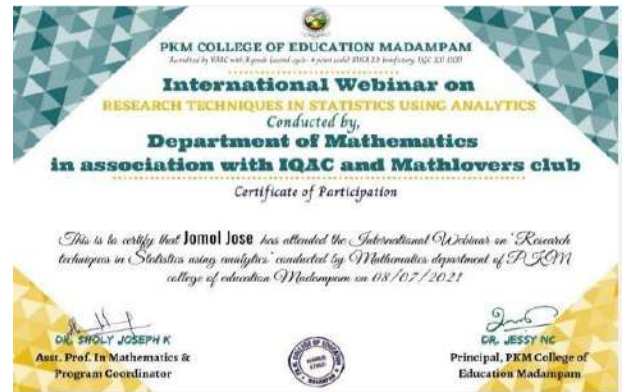 PKM COLLEGE OF EDUCATION MADAMPAM
International Webinar on
RESEARCH TECHNIQUES IN STATISTICS USING ANALYTICS
Conducted by,
Department of Mathematics
in association with IQAC and Mathlovers club
Certificate of Participation
This is to certify that Jomol Jose has attended the International Webinar on 'Research
techniques in Statistics using analytics' conducted by Mathematics department of PKM
college of education Madampam on 08/07/2021
DR. SHOLY JOSEPH K
Asst. Prof. In Mathematics &
Program Coordinator
DR. JESSY NC
Principal, PKM College of
Education Madampam